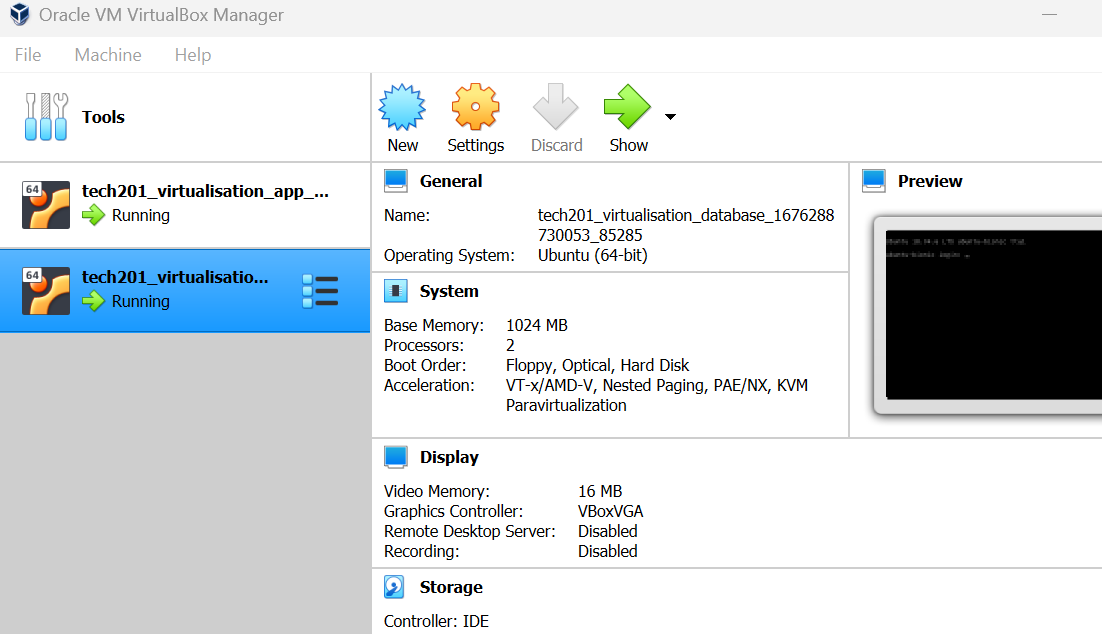 Oracle VM VirtualBox Manager
File Machine Help
Tools
New Settings Discard Show
64
tech201_virtualisation_app_...
Running
64
tech201_virtualisatio...
Running
General
Name: tech201_virtualisation_database_1676288
730053_85285
Operating System: Ubuntu (64-bit)
System
Base Memory: 1024 MB
Processors: 2
Boot Order: Floppy, Optical, Hard Disk
Acceleration: VT-x/AMD-V, Nested Paging, PAE/NX, KVM
Paravirtualization
Preview
Display
Video Memory: 16 MB
Graphics Controller: VBoxVGA
Remote Desktop Server: Disabled
Recording: Disabled
Storage
Controller: IDE